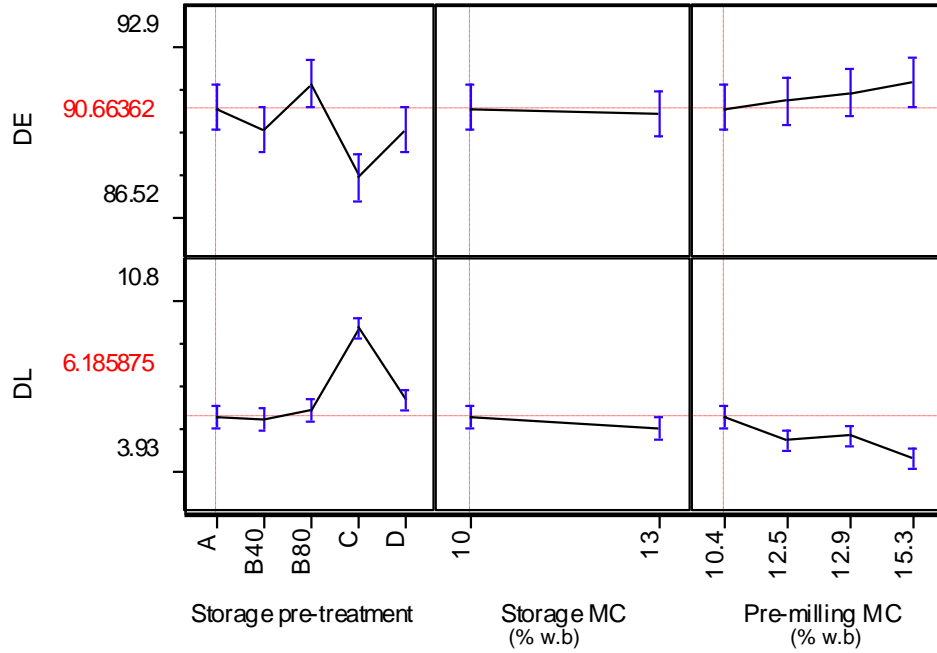 DE
92.9
90.66362
86.52
DL
10.8
6.185875
3.93
A
B40
B80
C
D
10
13
10.4
12.5
12.9
15.3
Storage pre-treatment
Storage MC
(% w.b)
Pre-milling MC
(% w.b)